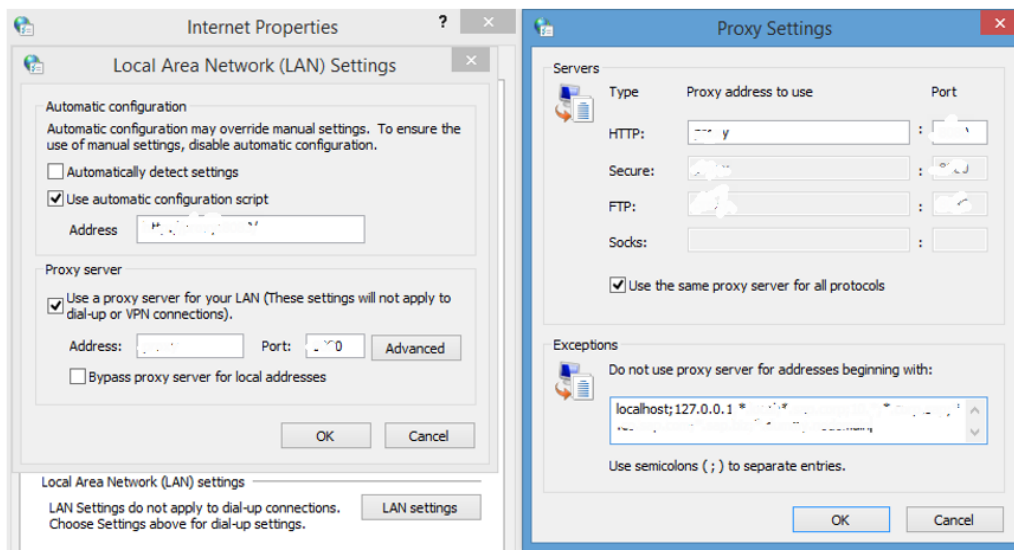 Internet Properties
?
Local Area Network (LAN) Settings
Automatic configuration
Automatic configuration may override manual settings. To ensure the
use of manual settings, disable automatic configuration.
Automatically detect settings
Use automatic configuration script
Address
Proxy server
Use a proxy server for your LAN (These settings will not apply to
dial-up or VPN connections).
Address:
Port:
Advanced
Bypass proxy server for local addresses
OK
Cancel
Local Area Network (LAN) settings
LAN Settings do not apply to dial-up connections.
Choose Settings above for dial-up settings.
LAN settings
Proxy Settings
Servers
Type Proxy address to use Port
HTTP: :
Secure: :
FTP: :
Socks: :
Use the same proxy server for all protocols
Exceptions
Do not use proxy server for addresses beginning with:
localhost;127.0.0.1
Use semicolons (;) to separate entries.
OK
Cancel